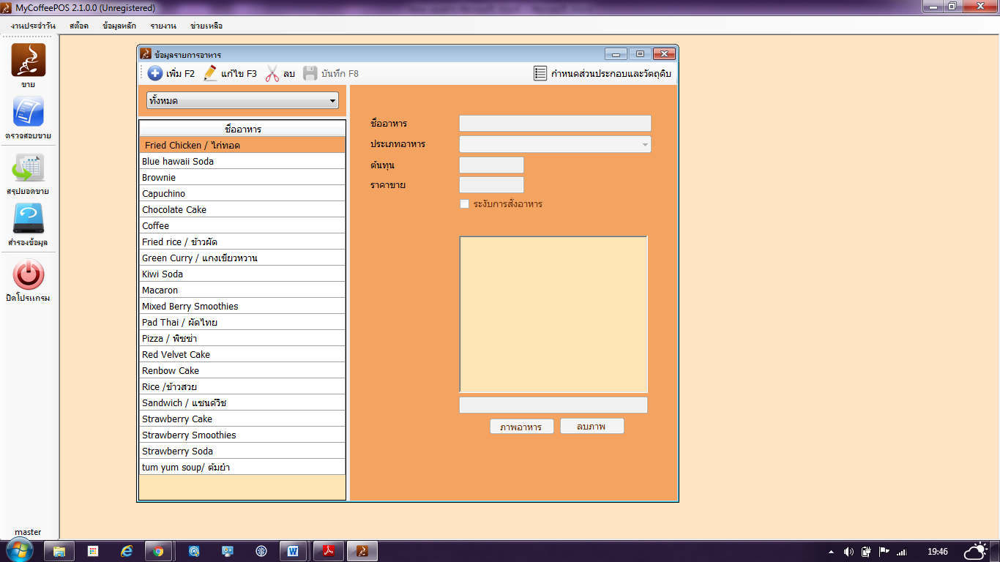 MyCoffeePOS 2.1.0.0 (Unregistered)
งานประจำวัน สต็อค ข้อมูลหลัก รายงาน ช่วยเหลือ
ขาย
ตรวจสอบขาย
สรุปยอดขาย
สำรองข้อมูล
ปิดโปรแกรม
master
ข้อมูลรายการอาหาร
เพิ่ม F2 แก้ไข F3 ลบ บันทึก F8 กำหนดส่วนประกอบและวัตถุดิบ
ทั้งหมด
ชื่ออาหาร
Fried Chicken / ไก่ทอด
Blue hawaii Soda
Brownie
Capuchino
Chocolate Cake
Coffee
Fried rice / ข้าวผัด
Green Curry / แกงเขียวหวาน
Kiwi Soda
Macaron
Mixed Berry Smoothies
Pad Thai / ผัดไทย
Pizza / พิซซ่า
Red Velvet Cake
Renbow Cake
Rice /ข้าวสวย
Sandwich / แซนด์วิช
Strawberry Cake
Strawberry Smoothies
Strawberry Soda
tum yum soup/ ต้มยำ
ชื่ออาหาร
ประเภทอาหาร
ต้นทุน
ราคาขาย
ระงับการสั่งอาหาร
ภาพอาหาร ลบภาพ
19:46